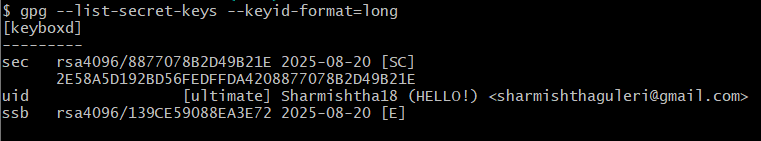 $ gpg --list-secret-keys --keyid-format=long
[keyboxd]
---------
sec   rsa4096/8877078B2D49B21E 2025-08-20 [SC]
      2E58A5D192BD56FEDFFDA4208877078B2D49B21E
uid                 [ultimate] Sharmishtha18 (HELLO!) <sharmishthaguleri@gmail.com>
ssb   rsa4096/139CE59088EA3E72 2025-08-20 [E]